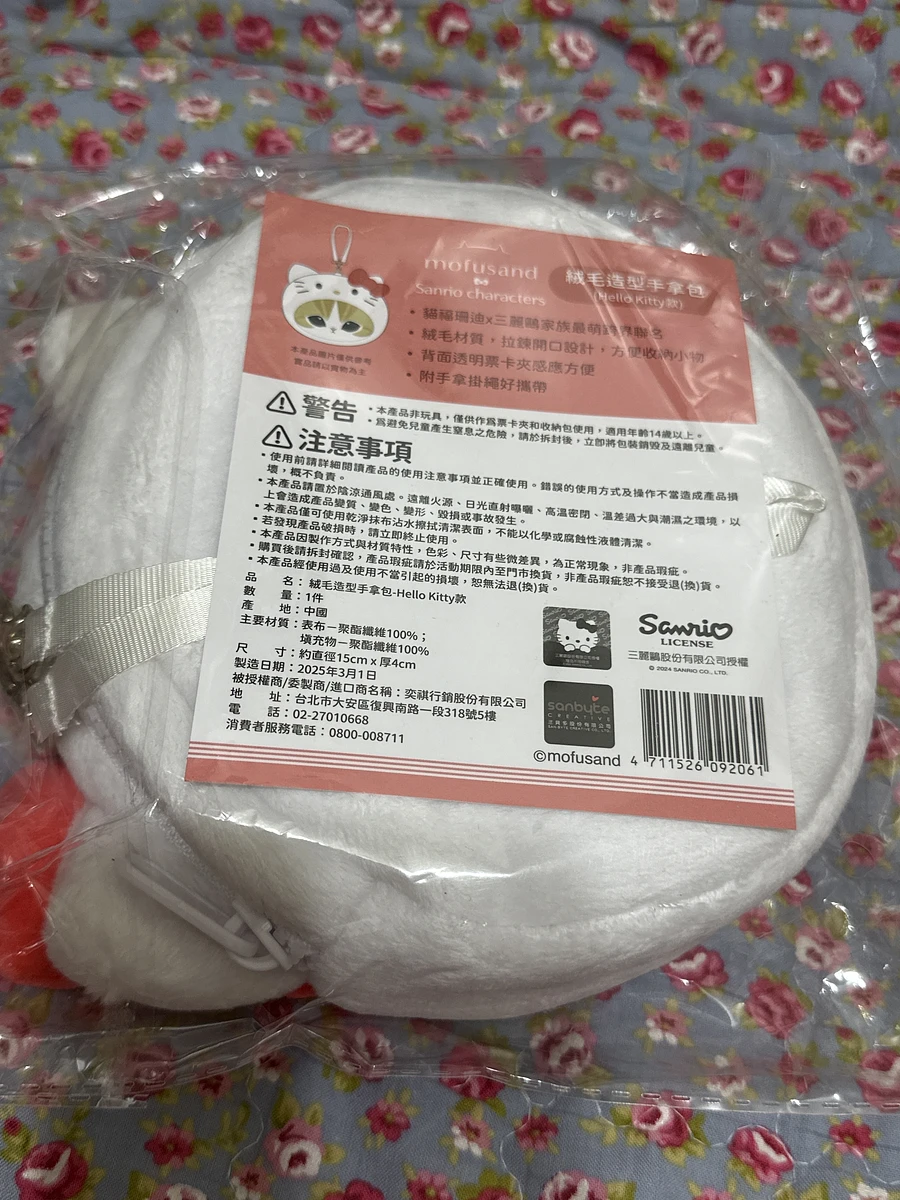 mofusand
Sanrio characters
絨毛造型手拿包
(Hello Kitty款)
本產品圖片僅供參考
實品請以實物為主
• 貓福珊迪x三麗鷗家族最萌跨界聯名
• 絨毛材質，拉鍊開口設計，方便收納小物
• 背面透明票卡夾感應方便
• 附手拿掛繩好攜帶
警告
• 本產品非玩具，僅供作為票卡夾和收納包使用，適用年齡14歲以上。
• 為避免兒童產生窒息之危險，請於拆封後，立即將包裝銷毀及遠離兒童。
注意事項
• 使用前請詳細閱讀產品的使用注意事項並正確使用。錯誤的使用方式及操作不當造成產品損
壞，概不負責。
• 本產品請置於陰涼通風處。遠離火源、日光直射曝曬、高溫密閉、溫差過大與潮濕之環境，以
上會造成產品變質、變色、變形、毀損或事故發生。
• 本產品僅可使用乾淨抹布沾水擦拭清潔表面，不能以化學或腐蝕性液體清潔。
• 若發現產品破損時，請立即終止使用。
• 本產品因製作方式與材質特性，色彩、尺寸有些微差異，為正常現象，非產品瑕疵。
• 購買後請拆封確認，產品瑕疵請於活動期限內至門市換貨，非產品瑕疵恕不接受退(換)貨。
• 本產品經使用過及使用不當引起的損壞，恕無法退(換)貨。
品 名：絨毛造型手拿包-Hello Kitty款
數 量：1件
產 地：中國
主要材質：表布－聚酯纖維100%；
填充物－聚酯纖維100%
尺 寸：約直徑15cm x 厚4cm
製造日期：2025年3月1日
被授權商/委製商/進口商名稱：奕祺行銷股份有限公司
地 址：台北市大安區復興南路一段318號5樓
電 話：02-27010668
消費者服務電話：0800-008711
Sanrio
LICENSE
三麗鷗股份有限公司授權
© 2024 SANRIO CO., LTD.
sanbyte
CREATIVE
©mofusand
4 711526 092061